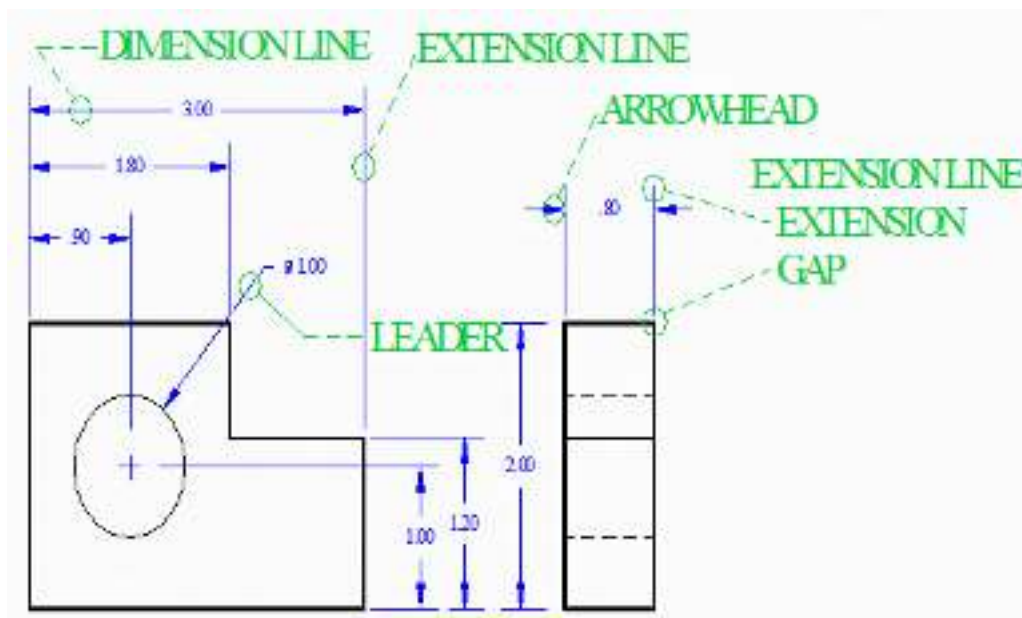 DIMENSION LINE
EXTENSION LINE
3.00
ARROWHEAD
1.80
EXTENSION LINE
.80
EXTENSION
.90
ø1.00
GAP
LEADER
2.00
1.20
1.00